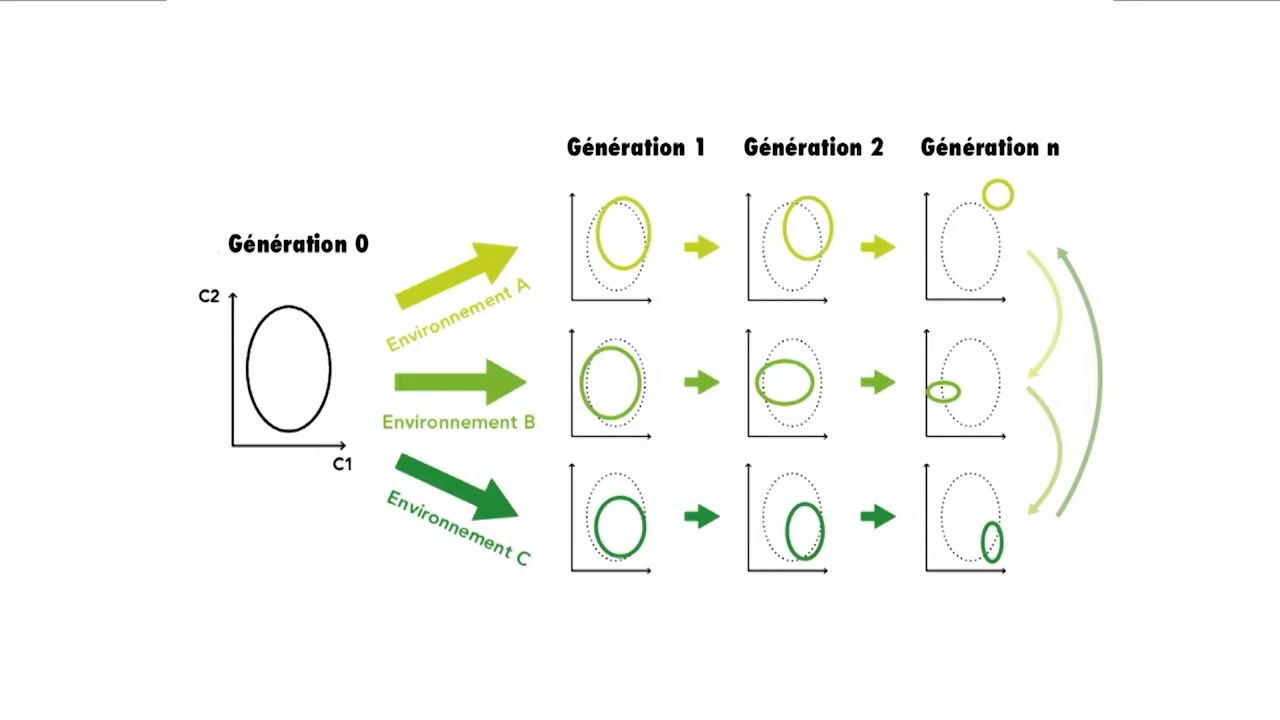 Génération 1
Génération 2
Génération n
Génération 0
C2
C1
Environnement A
Environnement B
Environnement C